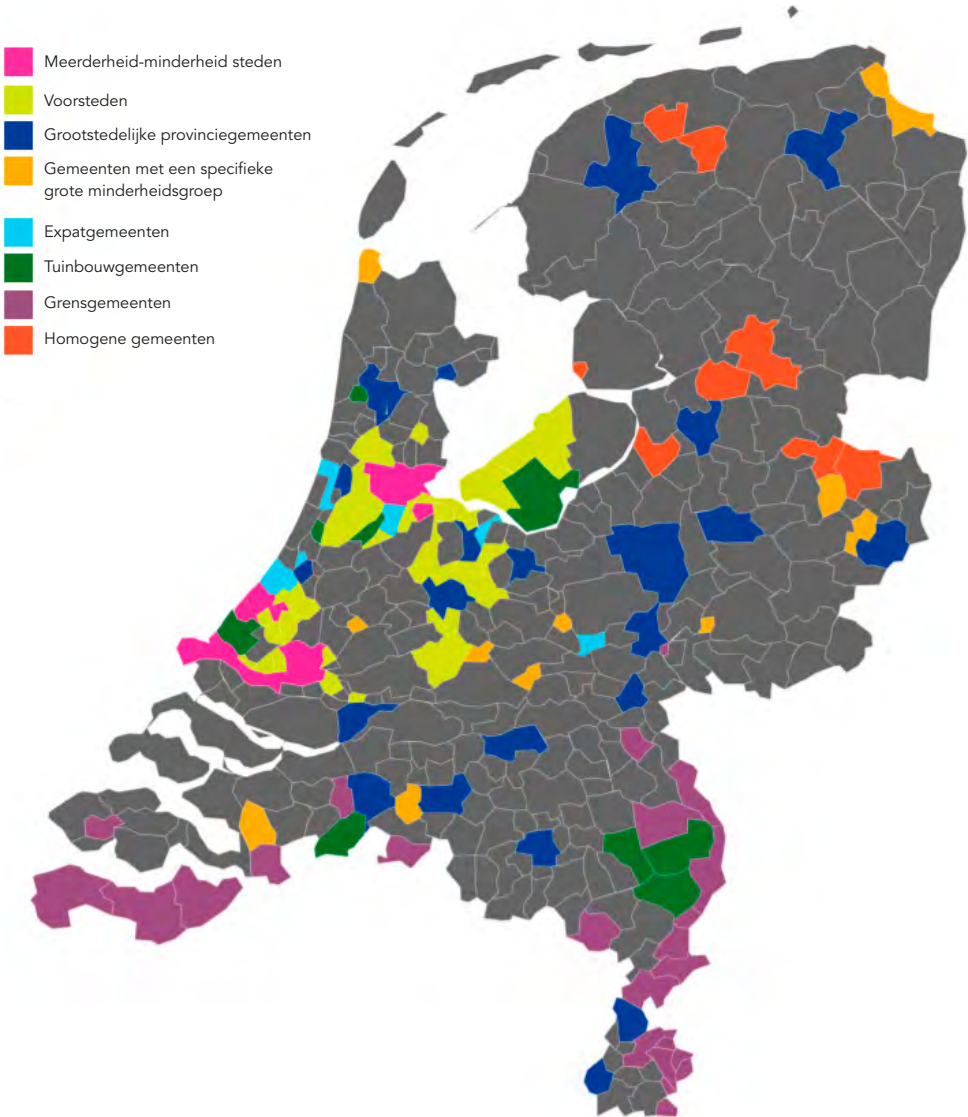 Meerderheid-minderheid steden
Voorsteden
Grootstedelijke provinciegemeenten
Gemeenten met een specifieke
grote minderheidsgroep
Expatgemeenten
Tuinbouwgemeenten
Grensgemeenten
Homogene gemeenten